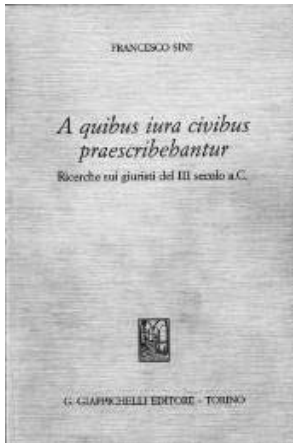 FRANCESCO SINI
A quibus iura civibus
praescribebantur
Ricerche sui giuristi del III secolo a.C.
G. GIAPPICHELLI EDITORE - TORINO